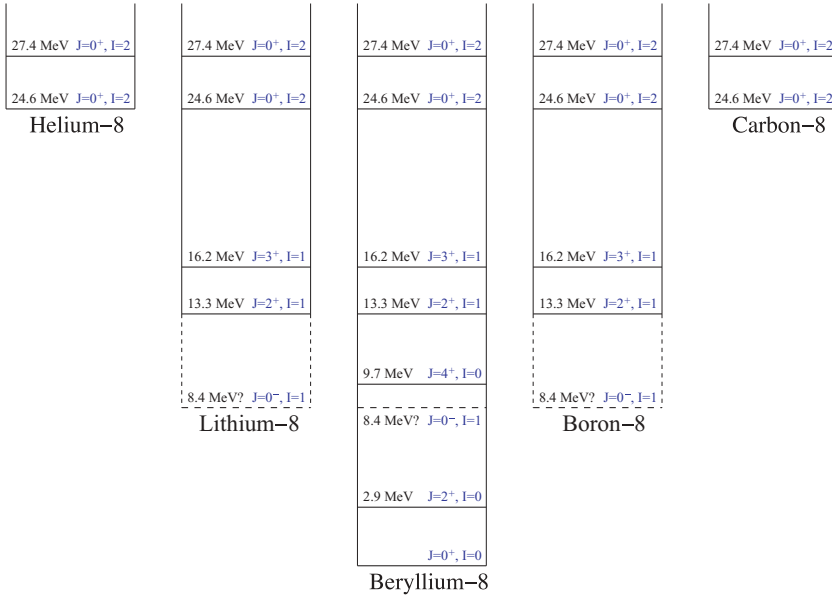 27.4 MeV J=0⁺, I=2
24.6 MeV J=0⁺, I=2
Helium–8
27.4 MeV J=0⁺, I=2
24.6 MeV J=0⁺, I=2
16.2 MeV J=3⁺, I=1
13.3 MeV J=2⁺, I=1
8.4 MeV? J=0⁻, I=1
Lithium–8
27.4 MeV J=0⁺, I=2
24.6 MeV J=0⁺, I=2
16.2 MeV J=3⁺, I=1
13.3 MeV J=2⁺, I=1
9.7 MeV J=4⁺, I=0
8.4 MeV? J=0⁻, I=1
2.9 MeV J=2⁺, I=0
J=0⁺, I=0
Beryllium–8
27.4 MeV J=0⁺, I=2
24.6 MeV J=0⁺, I=2
16.2 MeV J=3⁺, I=1
13.3 MeV J=2⁺, I=1
8.4 MeV? J=0⁻, I=1
Boron–8
27.4 MeV J=0⁺, I=2
24.6 MeV J=0⁺, I=2
Carbon–8